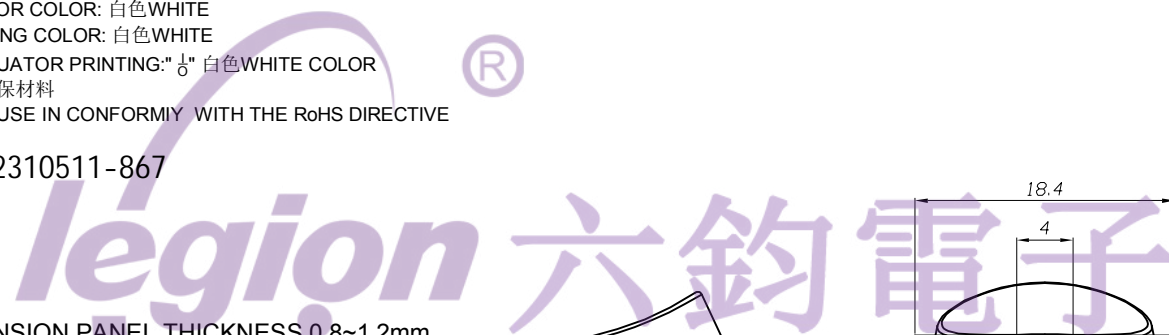 OR COLOR: 白色WHITE
NG COLOR: 白色WHITE
UATOR PRINTING:" I/O" 白色WHITE COLOR
保材料
USE IN CONFORMIY WITH THE RoHS DIRECTIVE
®
2310511-867
legion 六鈞電子
18.4
4
NSION PANEL THICKNESS 0.8~1.2mm